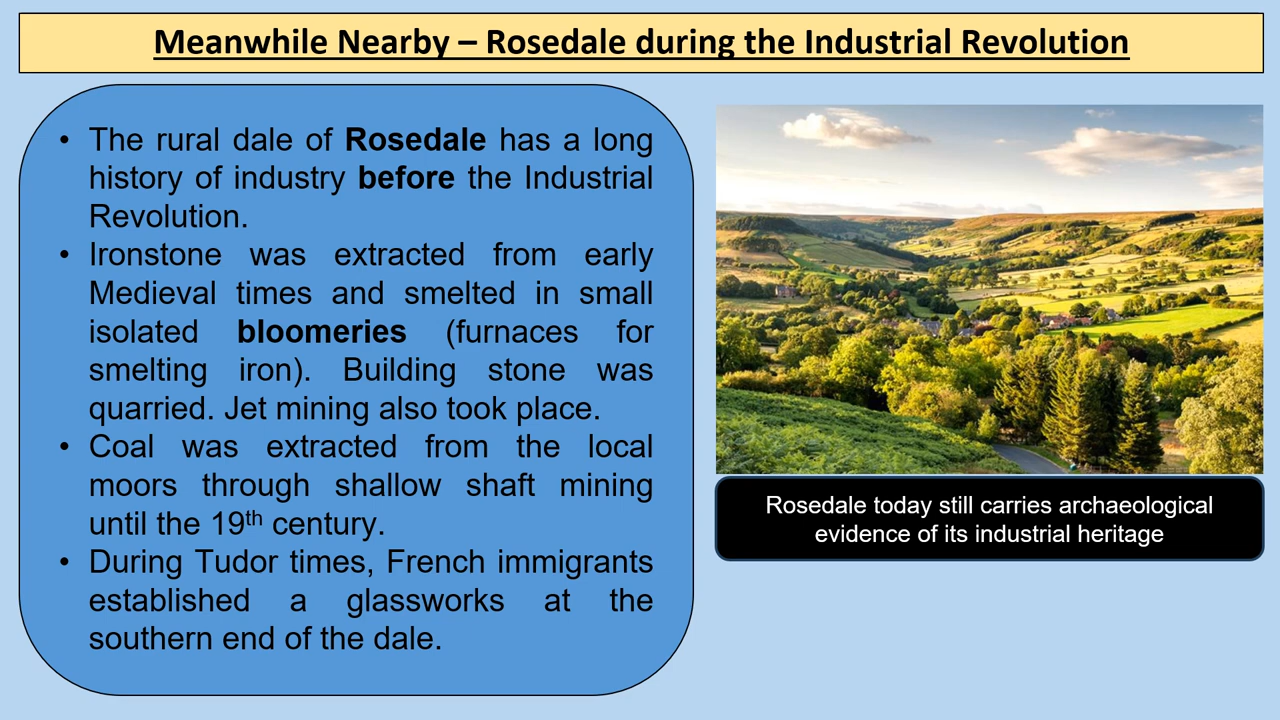 Meanwhile Nearby – Rosedale during the Industrial Revolution
• The rural dale of Rosedale has a long
history of industry before the Industrial
Revolution.
• Ironstone was extracted from early
Medieval times and smelted in small
isolated bloomeries (furnaces for
smelting iron). Building stone was
quarried. Jet mining also took place.
• Coal was extracted from the local
moors through shallow shaft mining
until the 19th century.
• During Tudor times, French immigrants
established a glassworks at the
southern end of the dale.
Rosedale today still carries archaeological
evidence of its industrial heritage